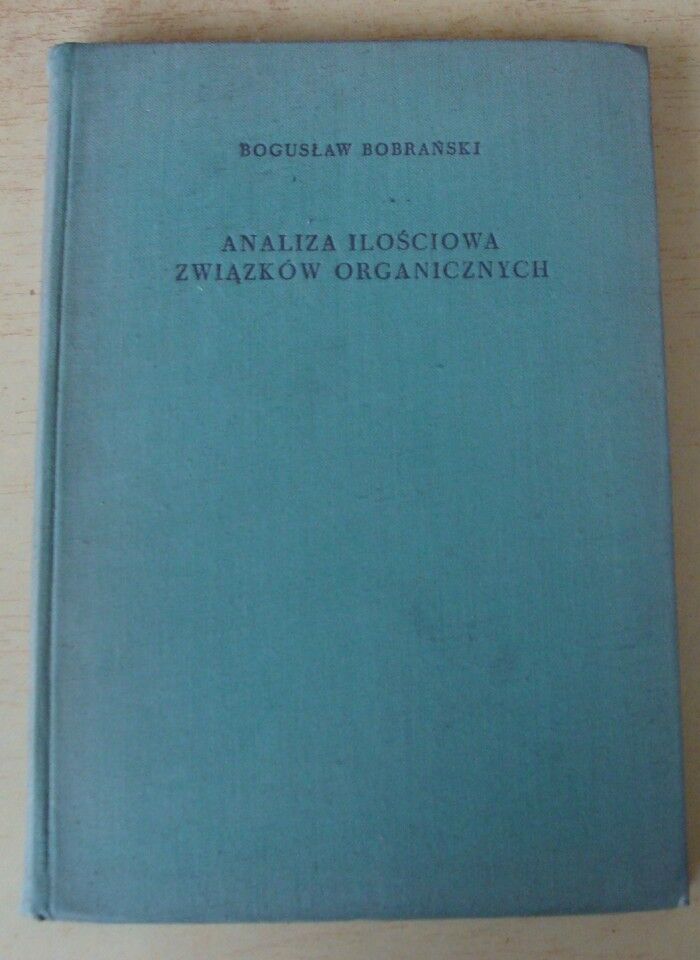 BOGUSŁAW BOBRAŃSKI
ANALIZA ILOŚCIOWA
ZWIĄZKÓW ORGANICZNYCH